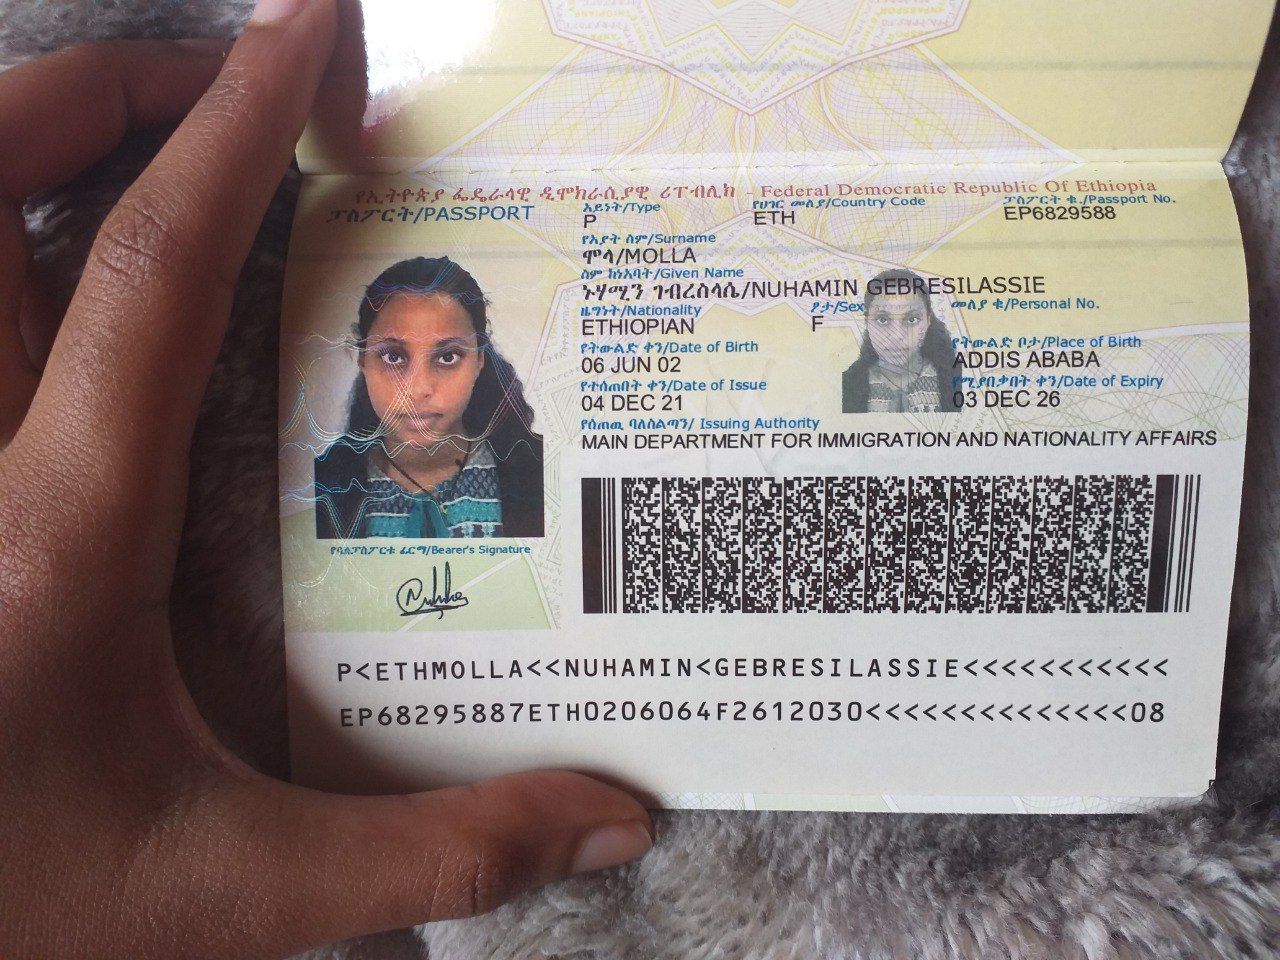 የኢትዮጵያ ፌዴራላዊ ዲሞክራሲያዊ ሪፐብሊክ - Federal Democratic Republic Of Ethiopia
ፓስፖርት/PASSPORT
አይነት/Type
P
የሀገር መለያ/Country Code
ETH
ፓስፖርት ቁ./Passport No.
EP6829588
የአያት ስም/Surname
ሞላ/MOLLA
ስም ከነአባት/Given Name
ኑሃሚን ገብረስላሴ/NUHAMIN GEBRESILASSIE
ዜግነት/Nationality
ETHIOPIAN
ፆታ/Sex
F
መለያ ቁ/Personal No.
የትውልድ ቀን/Date of Birth
06 JUN 02
የትውልድ ቦታ/Place of Birth
ADDIS ABABA
የተሰጠበት ቀን/Date of Issue
04 DEC 21
የሚያበቃበት ቀን/Date of Expiry
03 DEC 26
የሰጠዉ ባለስልጣን/ Issuing Authority
MAIN DEPARTMENT FOR IMMIGRATION AND NATIONALITY AFFAIRS
የባለፓስፖርቱ ፊርማ/Bearer's Signature
P<ETHMOLLA<<NUHAMIN<GEBRESILASSIE<<<<<<<<<<<
EP68295887ETH0206064F2612030<<<<<<<<<<<<<<08